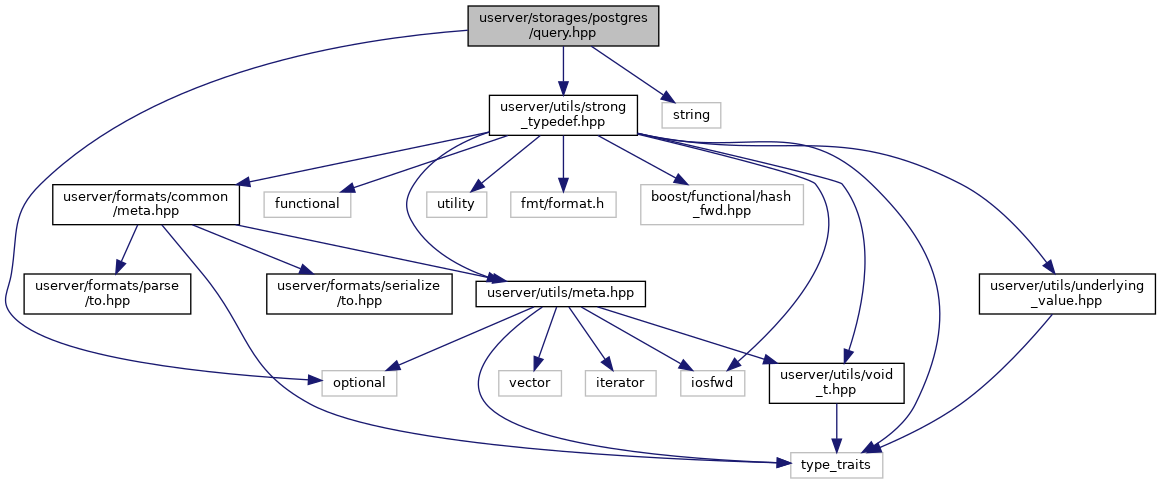 userver/storages/postgres
/query.hpp
userver/utils/strong
_typedef.hpp
string
userver/formats/common
/meta.hpp
functional
utility
fmt/format.h
boost/functional/hash
_fwd.hpp
userver/formats/parse
/to.hpp
userver/formats/serialize
/to.hpp
userver/utils/meta.hpp
userver/utils/underlying
_value.hpp
optional
vector
iterator
iosfwd
userver/utils/void
_t.hpp
type_traits